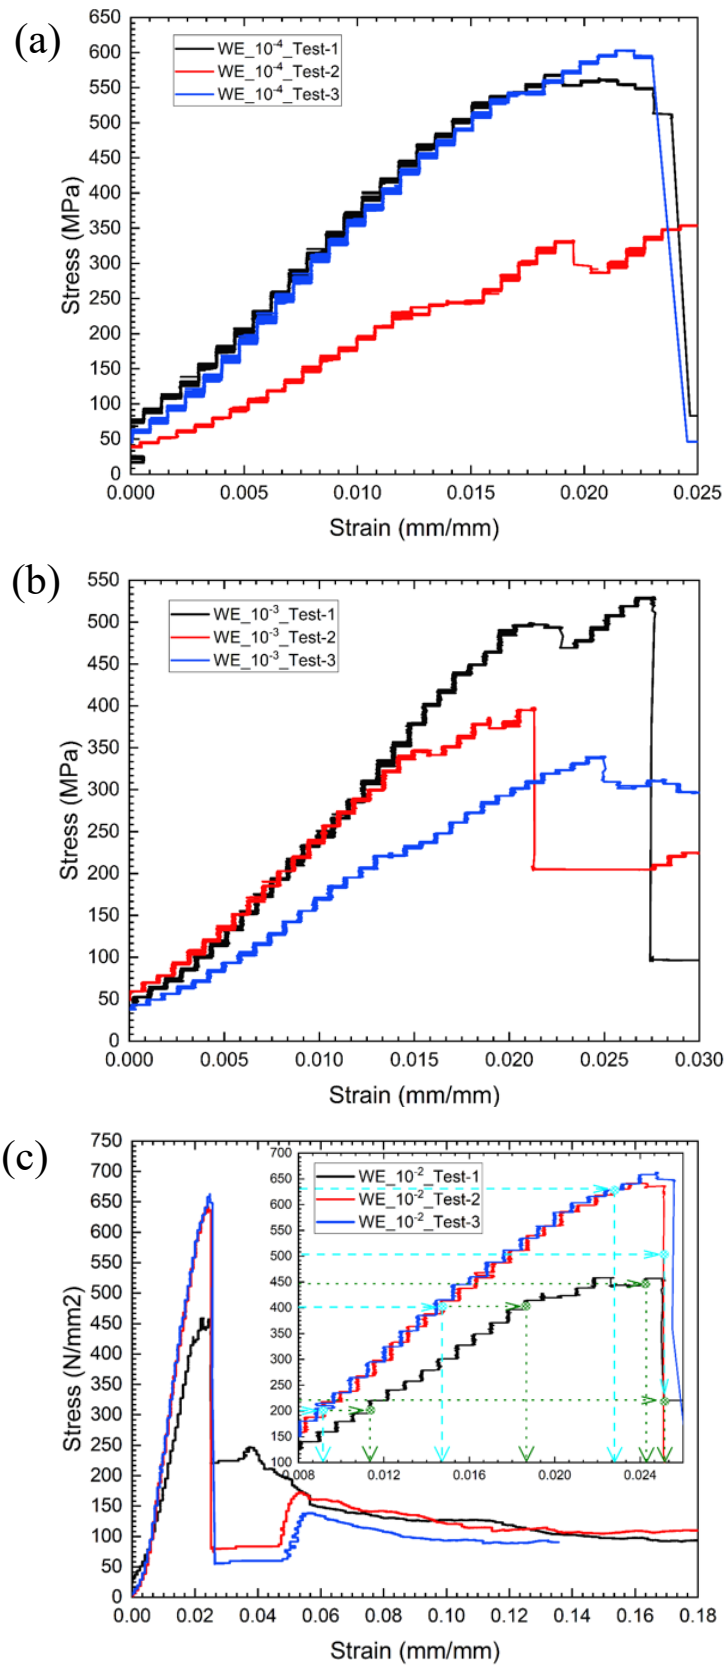 (a)
650
600
550
500
450
400
350
300
250
200
150
100
50
0
Stress (MPa)
WE_10⁻⁴_Test-1
WE_10⁻⁴_Test-2
WE_10⁻⁴_Test-3
0.000 0.005 0.010 0.015 0.020 0.025
Strain (mm/mm)
(b)
550
500
450
400
350
300
250
200
150
100
50
0
Stress (MPa)
WE_10⁻³_Test-1
WE_10⁻³_Test-2
WE_10⁻³_Test-3
0.000 0.005 0.010 0.015 0.020 0.025 0.030
Strain (mm/mm)
(c)
750
700
650
600
550
500
450
400
350
300
250
200
150
100
50
0
Stress (N/mm2)
700
650
600
550
500
450
400
350
300
250
200
150
100
WE_10⁻²_Test-1
WE_10⁻²_Test-2
WE_10⁻²_Test-3
0.008 0.012 0.016 0.020 0.024
0.00 0.02 0.04 0.06 0.08 0.10 0.12 0.14 0.16 0.18
Strain (mm/mm)